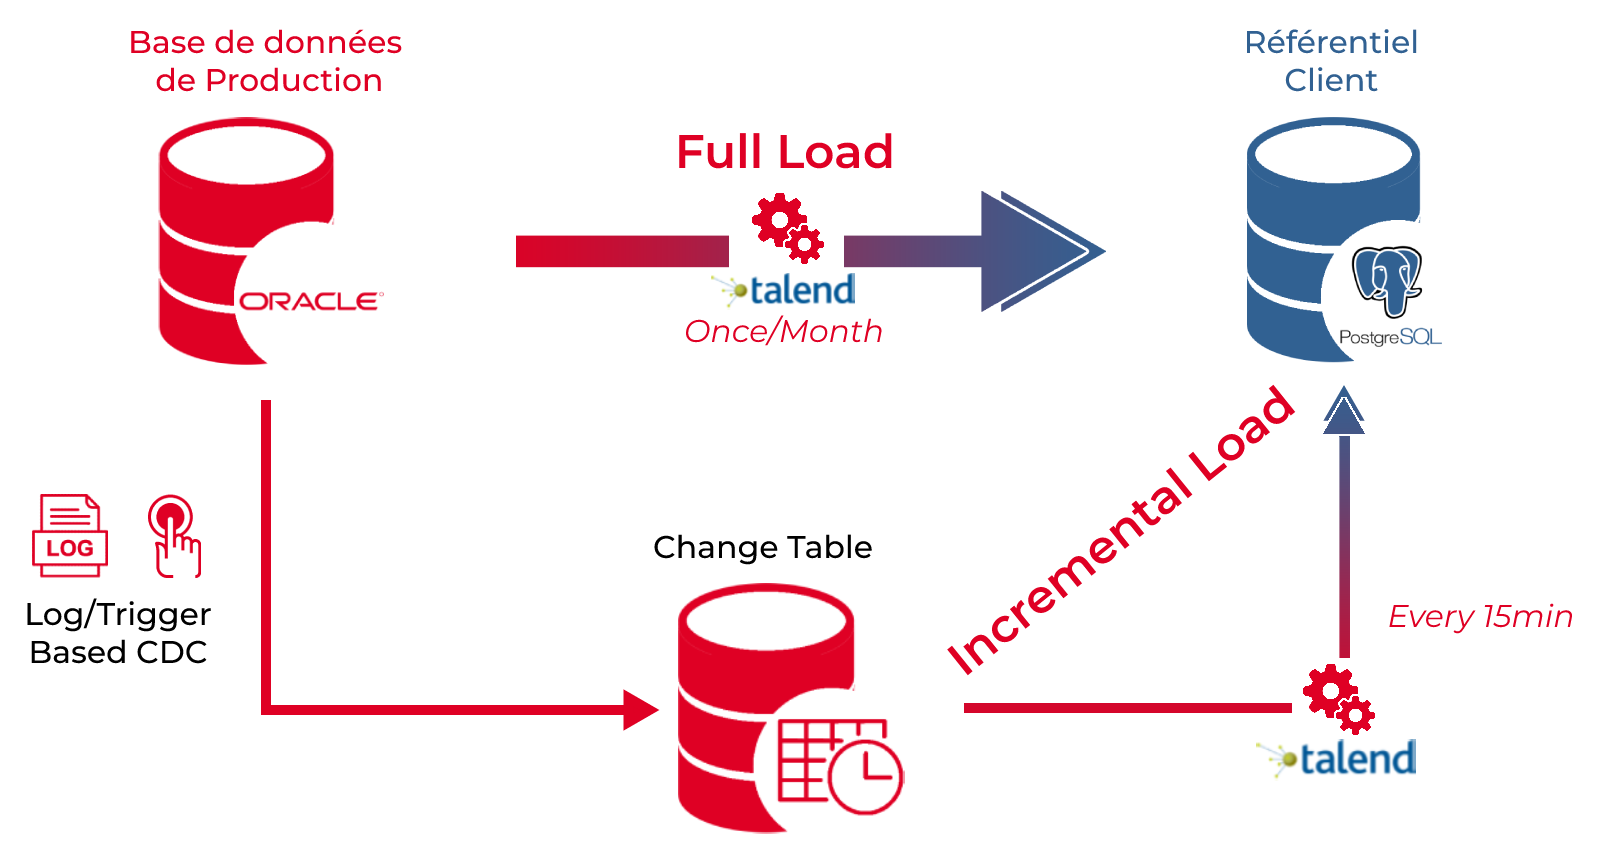 Base de données
de Production
Référentiel
Client
Full Load
ORACLE
talend
Once/Month
PostgreSQL
Incremental Load
LOG
Log/Trigger
Based CDC
Change Table
Every 15min
talend